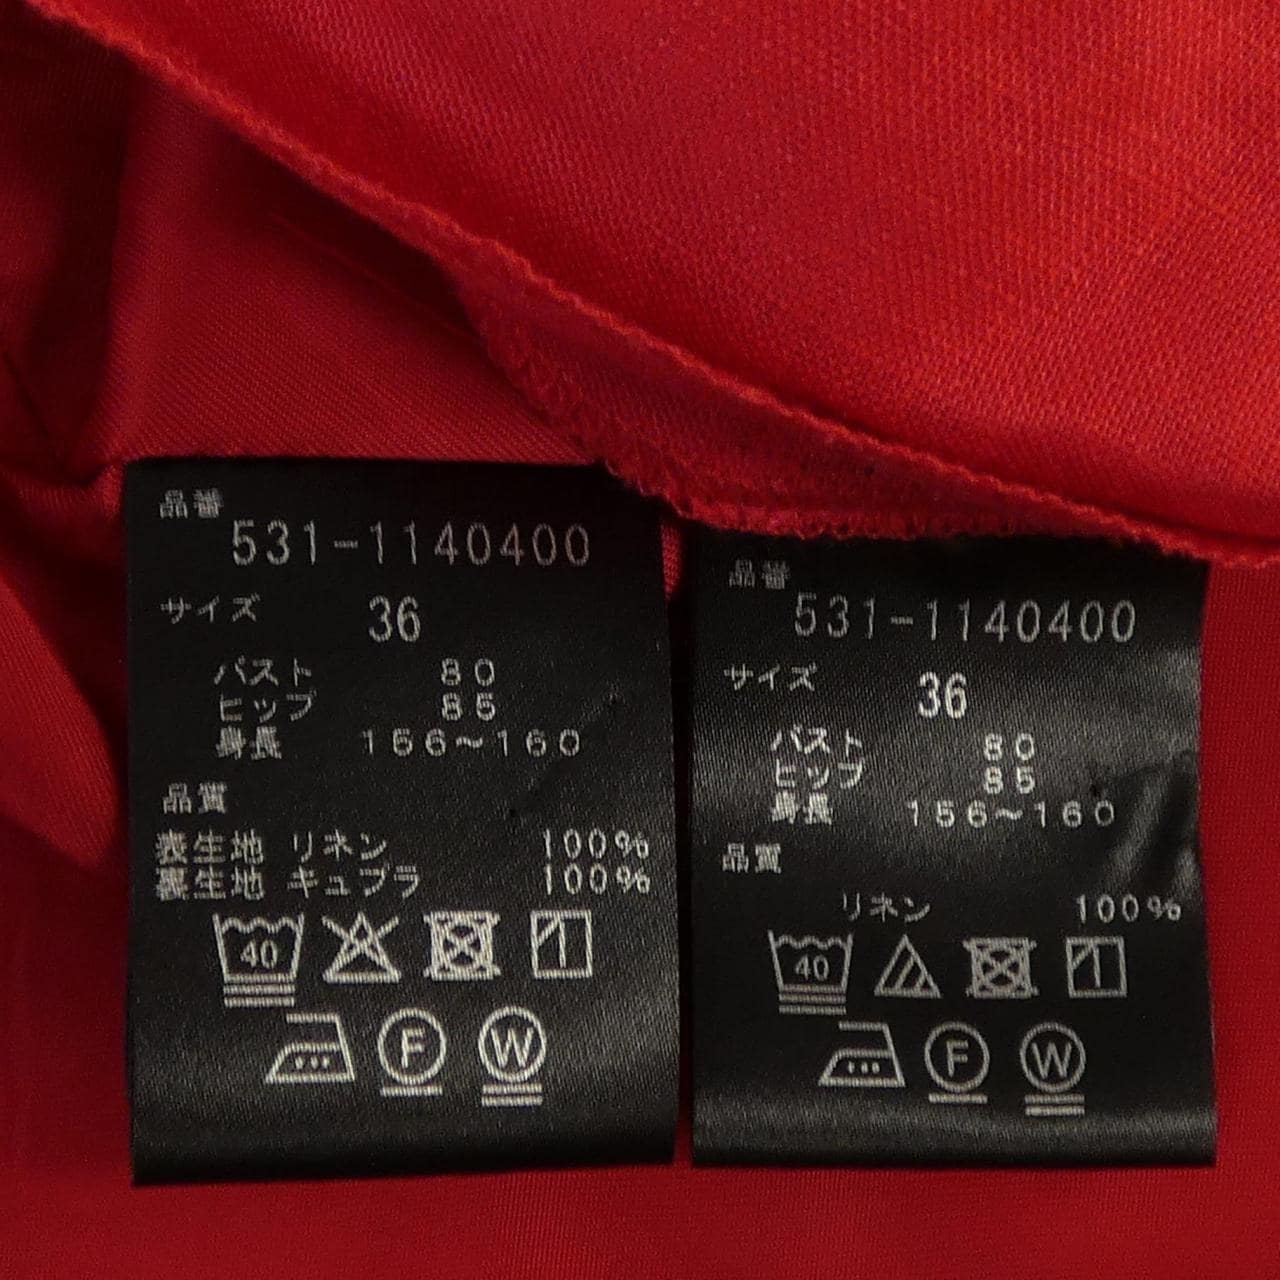 品番
531-1140400
サイズ 36
バスト 80
ヒップ 85
身長 156~160
品質
表生地 リネン 100%
裏生地 キュプラ 100%
40
F W
品番
531-1140400
サイズ 36
バスト 80
ヒップ 85
身長 156~160
品質
リネン 100%
40
F W